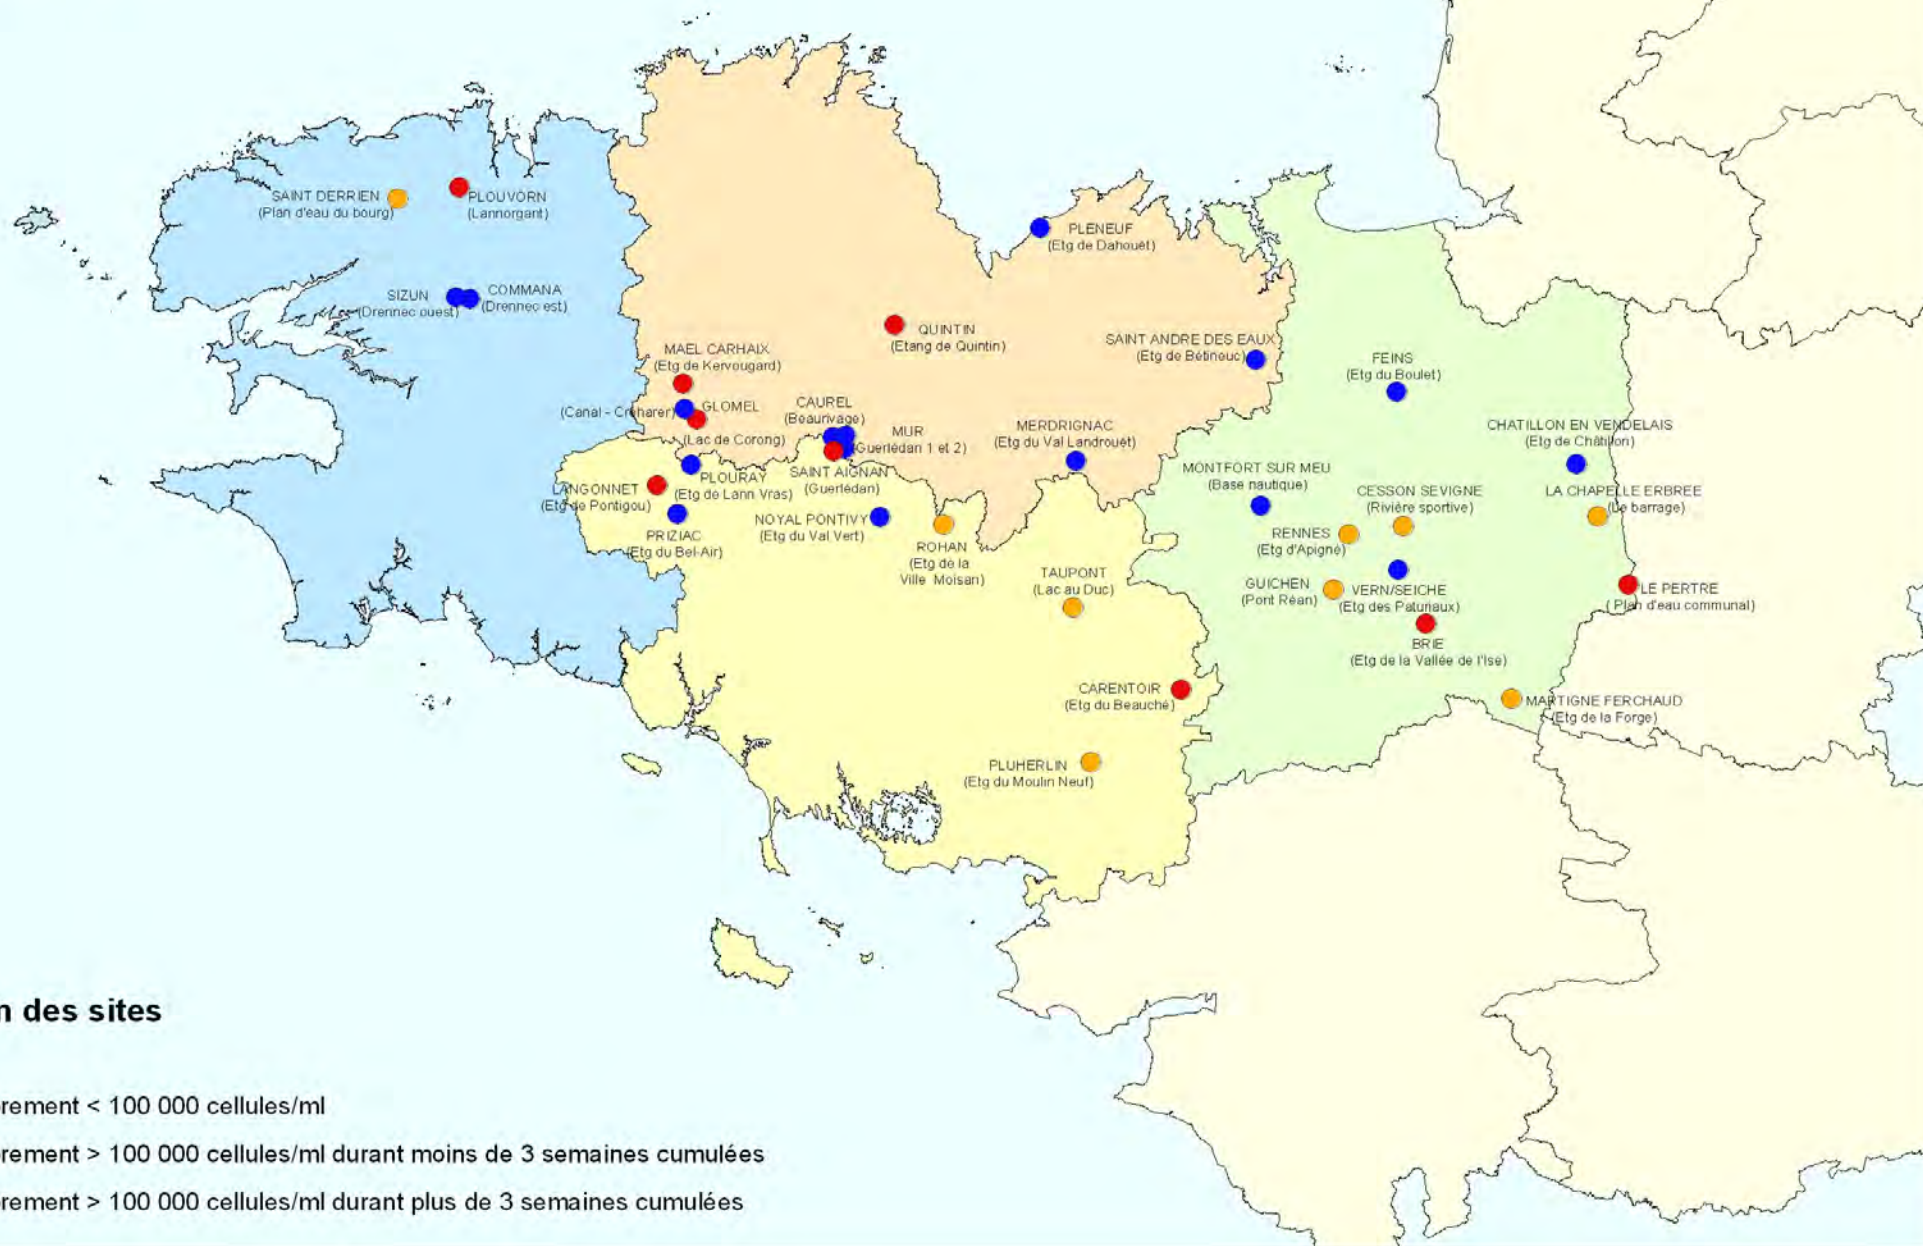 SAINT DERRIEN
(Plan d'eau du bourg)
PLOUVORN
(Lannorgant)
PLENEUF
(Etg de Dahouët)
SIZUN
(Drennec ouest)
COMMANA
(Drennec est)
QUINTIN
(Etang de Quintin)
MAEL CARHAIX
(Etg de Kervougard)
SAINT ANDRE DES EAUX
(Etg de Bétineuc)
FEINS
(Etg du Boulet)
(Canal - Créharer)
GLOMEL
(Lac de Corong)
CAUREL
(Beaurivage)
MUR
(Guerlédan 1 et 2)
MERDRIGNAC
(Etg du Val Landrouët)
CHATILLON EN VENDELAIS
(Etg de Châtillon)
MONTFORT SUR MEU
(Base nautique)
PLOURAY
(Etg de Lann Vras)
SAINT AIGNAN
(Guerlédan)
LANGONNET
(Etg de Pontigou)
CESSON SEVIGNE
(Rivière sportive)
LA CHAPELLE ERBREE
(Le barrage)
PRIZIAC
(Etg du Bel-Air)
NOYAL PONTIVY
(Etg du Val Vert)
ROHAN
(Etg de la
Ville Moisan)
RENNES
(Etg d'Apigné)
TAUPONT
(Lac au Duc)
GUICHEN
(Pont Réan)
VERN/SEICHE
(Etg des Paturiaux)
LE PERTRE
( Plan d'eau communal)
BRIE
(Etg de la Vallée de l'Ise)
CARENTOIR
(Etg du Beauché)
MARTIGNE FERCHAUD
(Etg de la Forge)
PLUHERLIN
(Etg du Moulin Neuf)
n des sites
rement < 100 000 cellules/ml
rement > 100 000 cellules/ml durant moins de 3 semaines cumulées
rement > 100 000 cellules/ml durant plus de 3 semaines cumulées